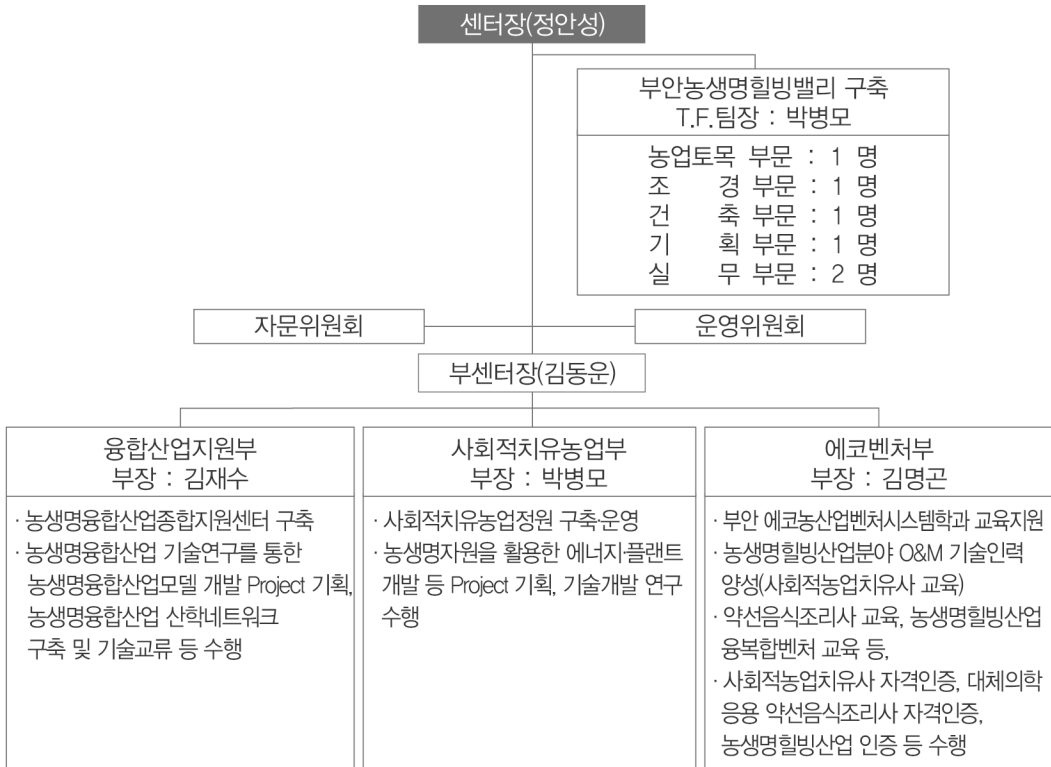 센터장(정안성)
부안농생명힐빙밸리 구축
T.F.팀장 : 박병모
농업토목 부문 : 1 명
조 경 부문 : 1 명
건 축 부문 : 1 명
기 획 부문 : 1 명
실 무 부문 : 2 명
자문위원회
운영위원회
부센터장(김동운)
융합산업지원부
부장 : 김재수
· 농생명융합산업종합지원센터 구축
· 농생명융합산업 기술연구를 통한
농생명융합산업모델 개발 Project 기획,
농생명융합산업 산학네트워크
구축 및 기술교류 등 수행
사회적치유농업부
부장 : 박병모
· 사회적치유농업정원 구축·운영
· 농생명자원을 활용한 에너지·플랜트
개발 등 Project 기획, 기술개발 연구
수행
에코벤처부
부장 : 김명곤
· 부안 에코농산업벤처시스템학과 교육지원
· 농생명힐빙산업분야 O&M 기술인력
양성(사회적농업치유사 교육)
· 약선음식조리사 교육, 농생명힐빙산업
융복합벤처 교육 등,
· 사회적농업치유사 자격인증, 대체의학
응용 약선음식조리사 자격인증,
농생명힐빙산업 인증 등 수행